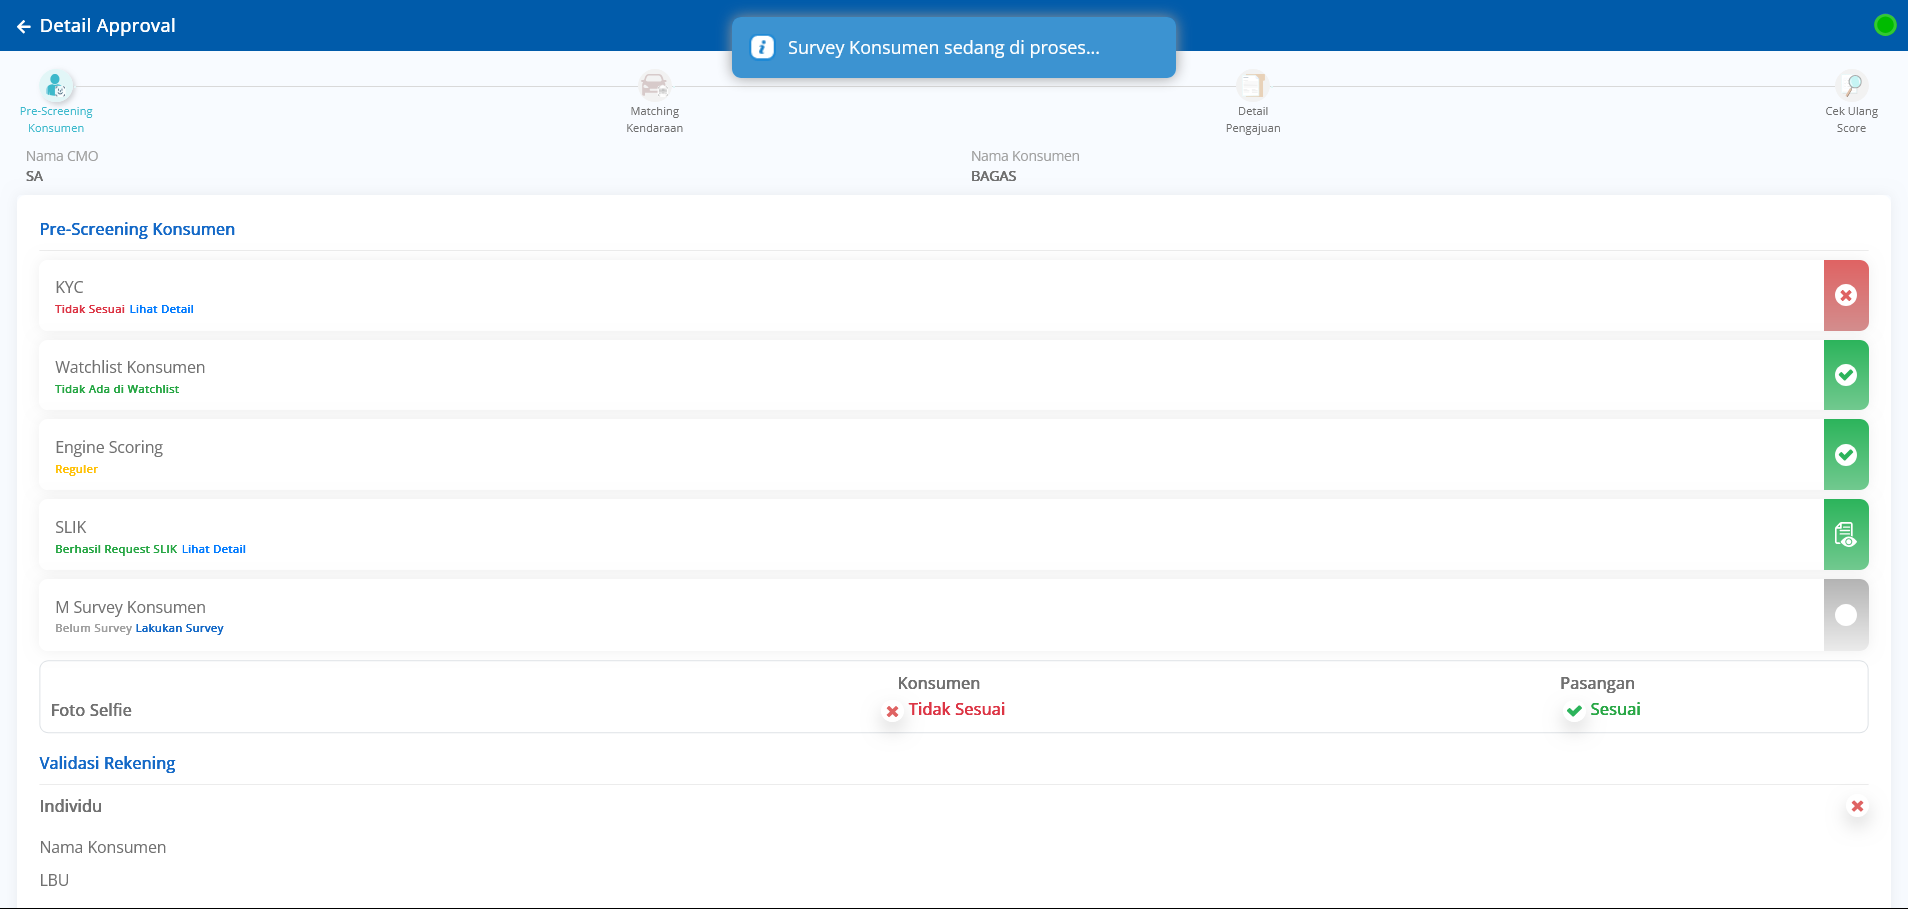 Detail Approval
Survey Konsumen sedang di proses...
Pre-Screening
Konsumen
Matching
Kendaraan
Detail
Pengajuan
Cek Ulang
Score
Nama CMO
SA
Nama Konsumen
BAGAS
Pre-Screening Konsumen
KYC
Tidak Sesuai Lihat Detail
Watchlist Konsumen
Tidak Ada di Watchlist
Engine Scoring
Reguler
SLIK
Berhasil Request SLIK Lihat Detail
M Survey Konsumen
Belum Survey Lakukan Survey
Konsumen
Pasangan
Foto Selfie
Tidak Sesuai
Sesuai
Validasi Rekening
Individu
Nama Konsumen
LBU